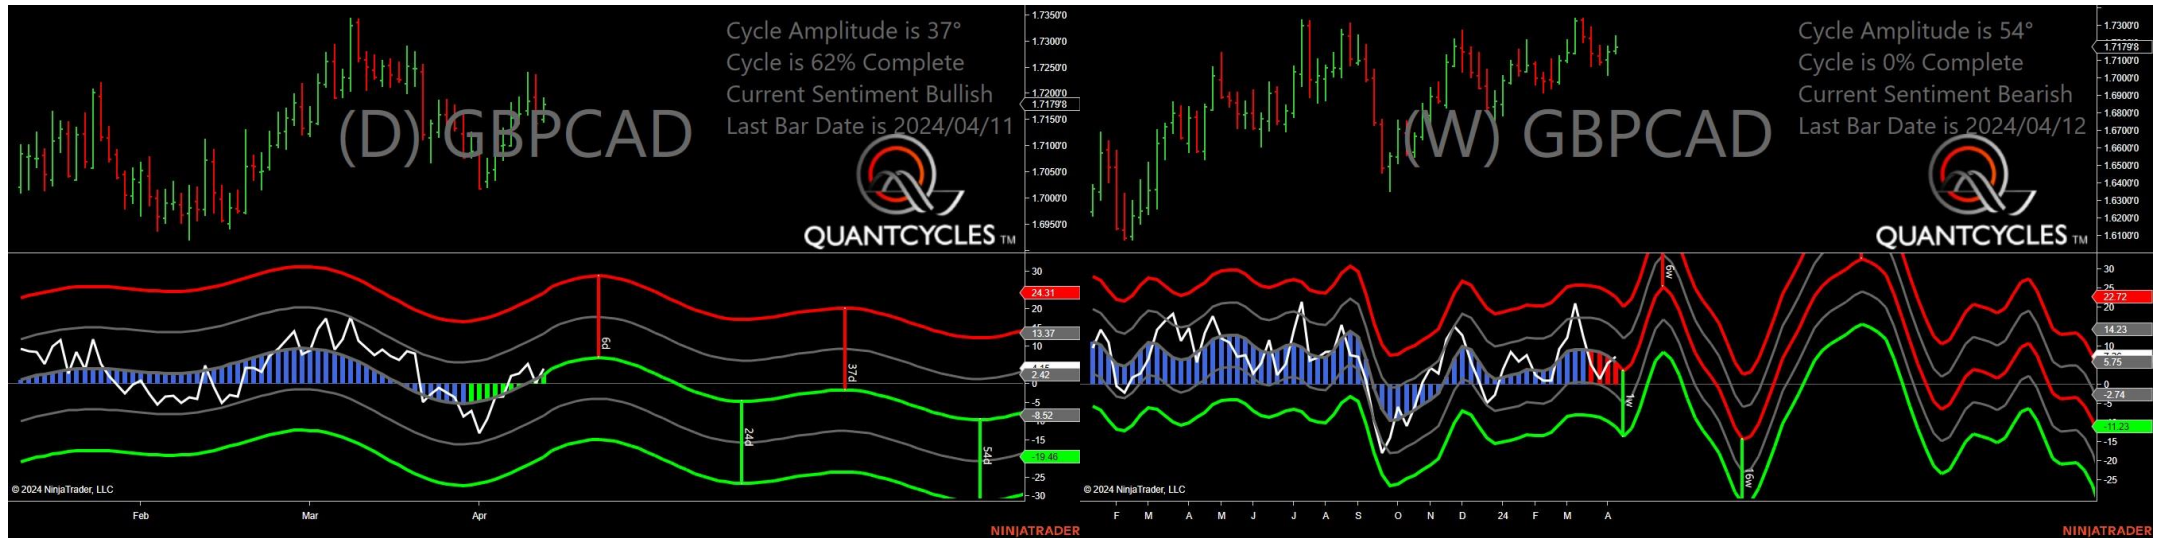 Cycle Amplitude is 37°
Cycle is 62% Complete
Current Sentiment Bullish
Last Bar Date is 2024/04/11
(D) GBPCAD
QUANTCYCLES TM
1.7350'0
1.7300'0
1.7250'0
1.7200'0
1.7179'8
1.7150'0
1.7100'0
1.7050'0
1.7000'0
1.6950'0
30
24.31
20
13.37
10
2.42
0
-5
-8.52
-15
-19.46
-25
-30
6d
24d
37d
54d
© 2024 NinjaTrader, LLC
Feb Mar Apr
NINJATRADER
Cycle Amplitude is 54°
Cycle is 0% Complete
Current Sentiment Bearish
Last Bar Date is 2024/04/12
(W) GBPCAD
QUANTCYCLES TM
1.7300'0
1.7179'8
1.7100'0
1.7000'0
1.6900'0
1.6800'0
1.6700'0
1.6600'0
1.6500'0
1.6400'0
1.6300'0
1.6200'0
1.6100'0
30
25
22.72
20
14.23
10
5.75
0
-2.74
-5
-11.23
-15
-20
-25
1w
6w
16w
© 2024 NinjaTrader, LLC
F M A M J J A S O N D 24 F M A
NINJATRADER